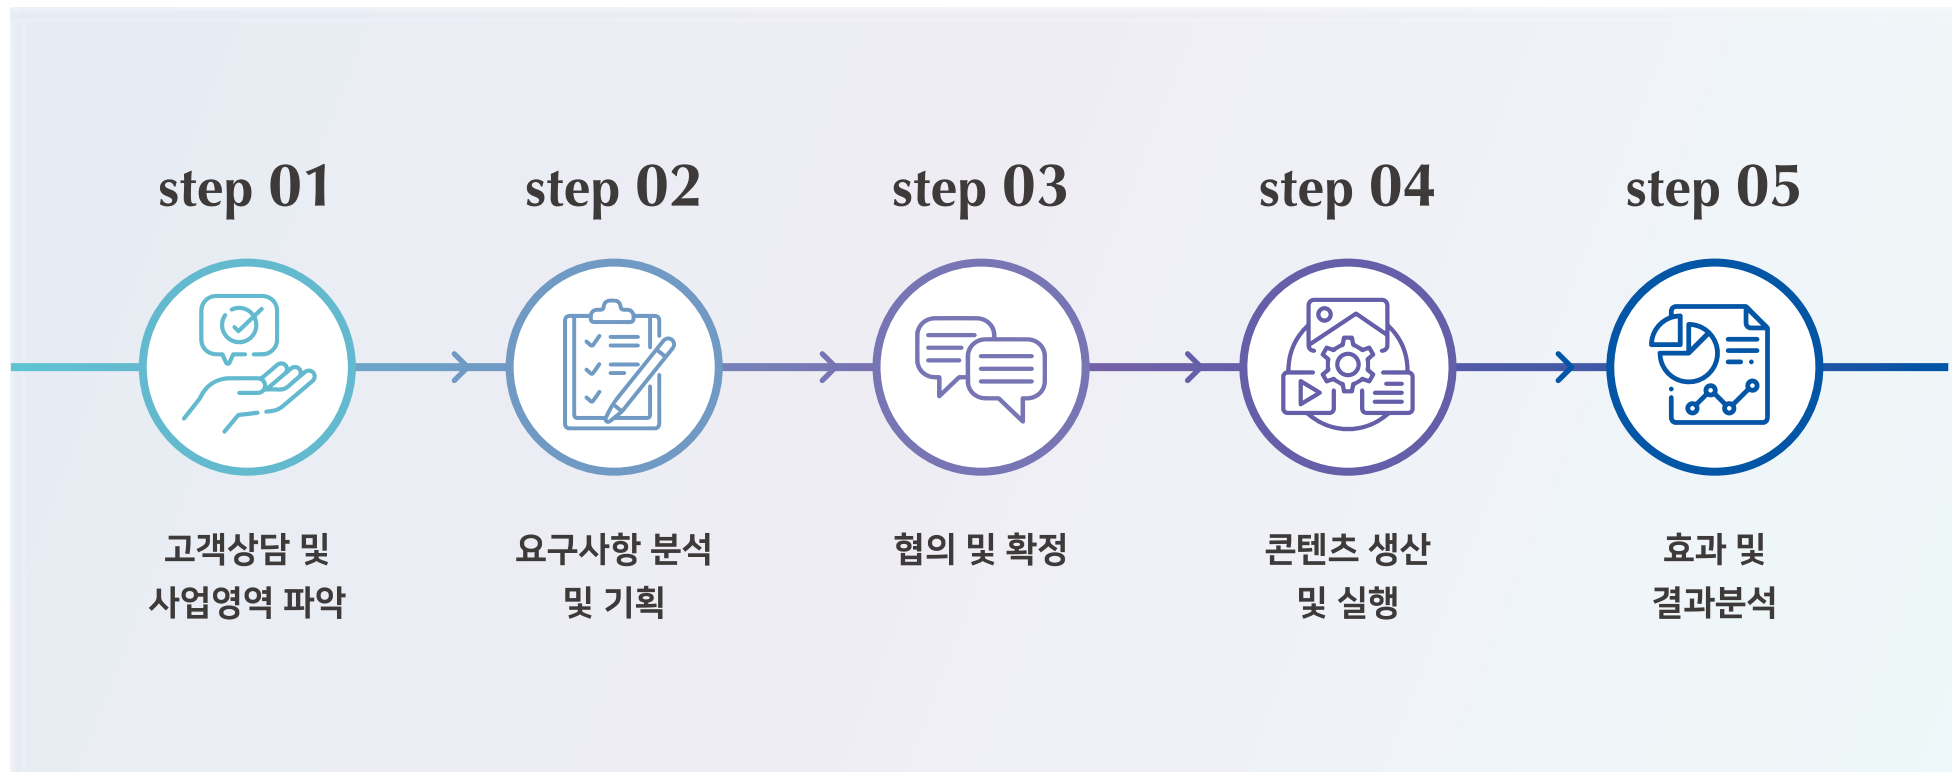 step 01
step 02
step 03
step 04
step 05
고객상담 및
사업영역 파악
요구사항 분석
및 기획
협의 및 확정
콘텐츠 생산
및 실행
효과 및
결과분석